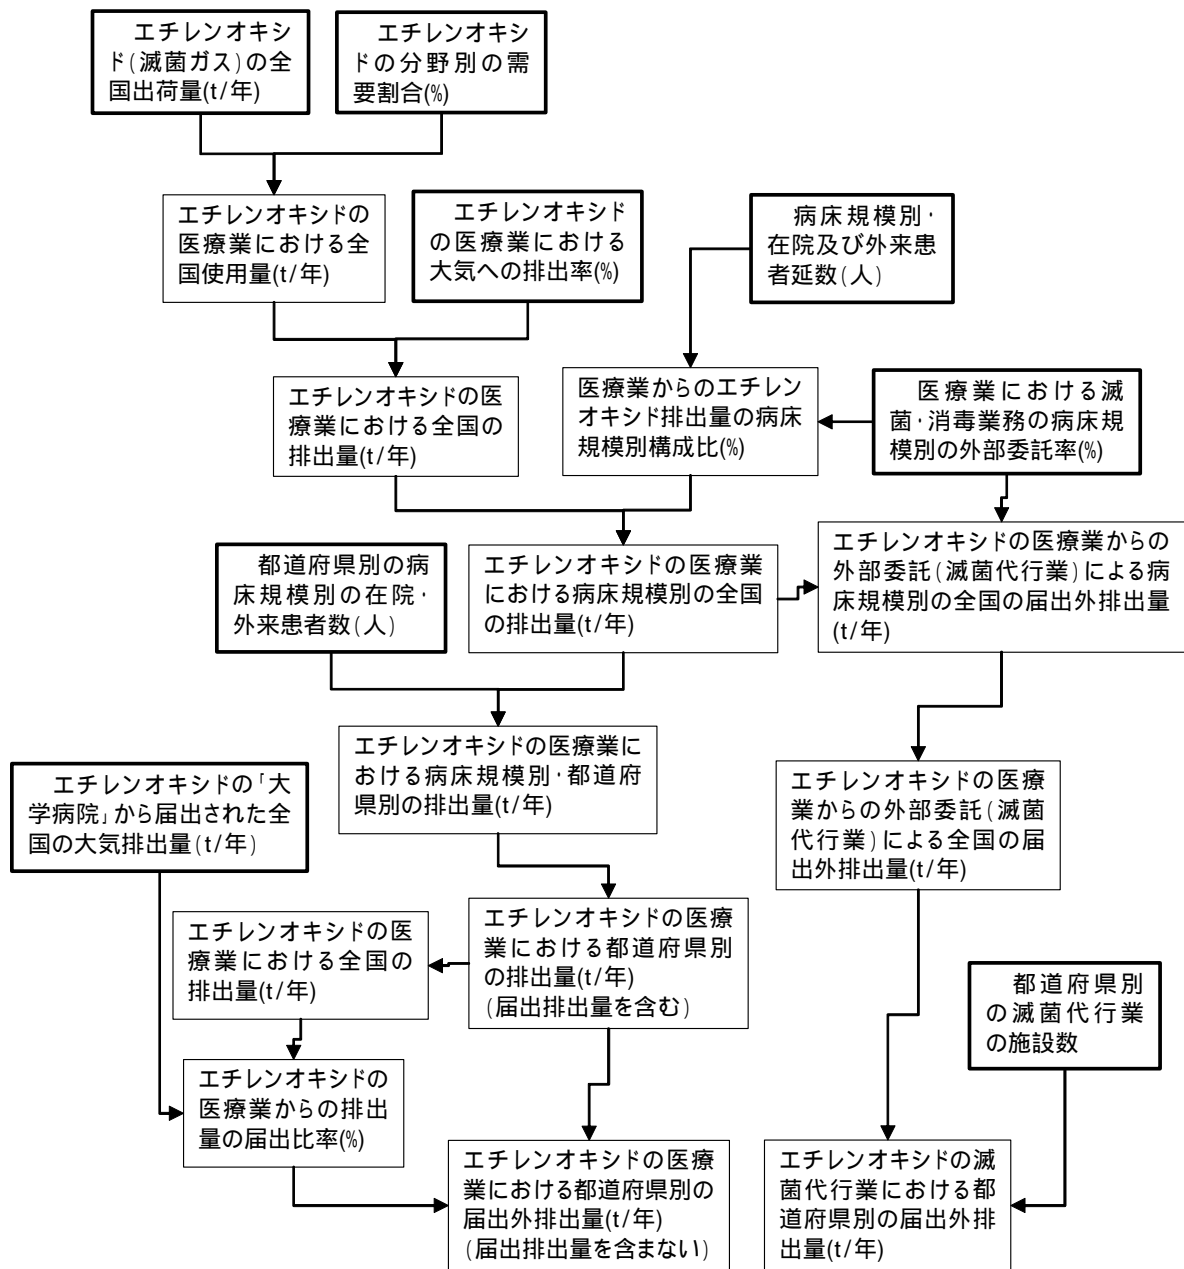 エチレンオキシ
ド(滅菌ガス)の全
国出荷量(t/年)
エチレンオキシ
ドの分野別の需
要割合(%)
エチレンオキシドの
医療業における全
国使用量(t/年)
エチレンオキシド
の医療業における
大気への排出率(%)
病床規模別・
在院及び外来患
者延数(人)
エチレンオキシドの医
療業における全国の
排出量(t/年)
医療業からのエチレン
オキシド排出量の病床
規模別構成比(%)
医療業における滅
菌・消毒業務の病床規
模別の外部委託率(%)
都道府県別の病
床規模別の在院・
外来患者数(人)
エチレンオキシドの医療業
における病床規模別の全国
の排出量(t/年)
エチレンオキシドの医療業からの
外部委託(滅菌代行業)による病
床規模別の全国の届出外排出量
(t/年)
エチレンオキシドの医療業に
おける病床規模別・都道府
県別の排出量(t/年)
エチレンオキシドの「大
学病院」から届出された全
国の大気排出量(t/年)
エチレンオキシドの医療
業からの外部委託(滅菌
代行業)による全国の届
出外排出量(t/年)
エチレンオキシドの医
療業における全国の
排出量(t/年)
エチレンオキシドの医療
業における都道府県別
の排出量(t/年)
(届出排出量を含む)
都道府県別
の滅菌代行業
の施設数
エチレンオキシドの
医療業からの排出
量の届出比率(%)
エチレンオキシドの医療
業における都道府県別の
届出外排出量(t/年)
(届出排出量を含まない)
エチレンオキシドの滅
菌代行業における都
道府県別の届出外排
出量(t/年)